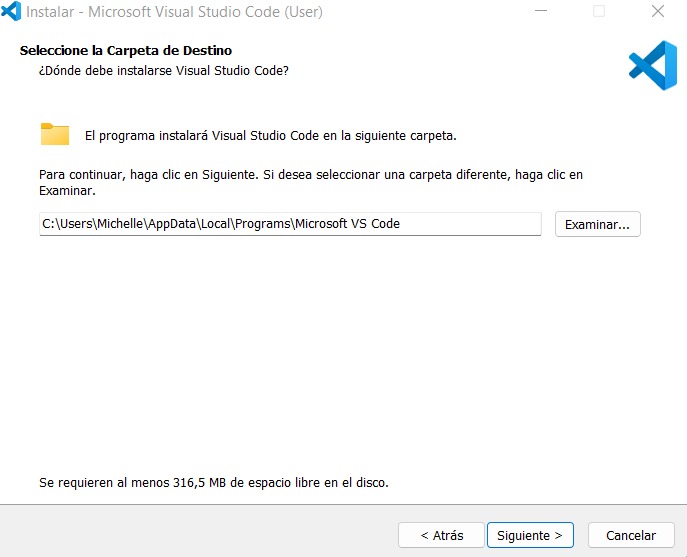 Instalar - Microsoft Visual Studio Code (User)
Seleccione la Carpeta de Destino
¿Dónde debe instalarse Visual Studio Code?
El programa instalará Visual Studio Code en la siguiente carpeta.
Para continuar, haga clic en Siguiente. Si desea seleccionar una carpeta diferente, haga clic en
Examinar.
C:\Users\Michelle\AppData\Local\Programs\Microsoft VS Code
Examinar...
Se requieren al menos 316,5 MB de espacio libre en el disco.
< Atrás
Siguiente >
Cancelar